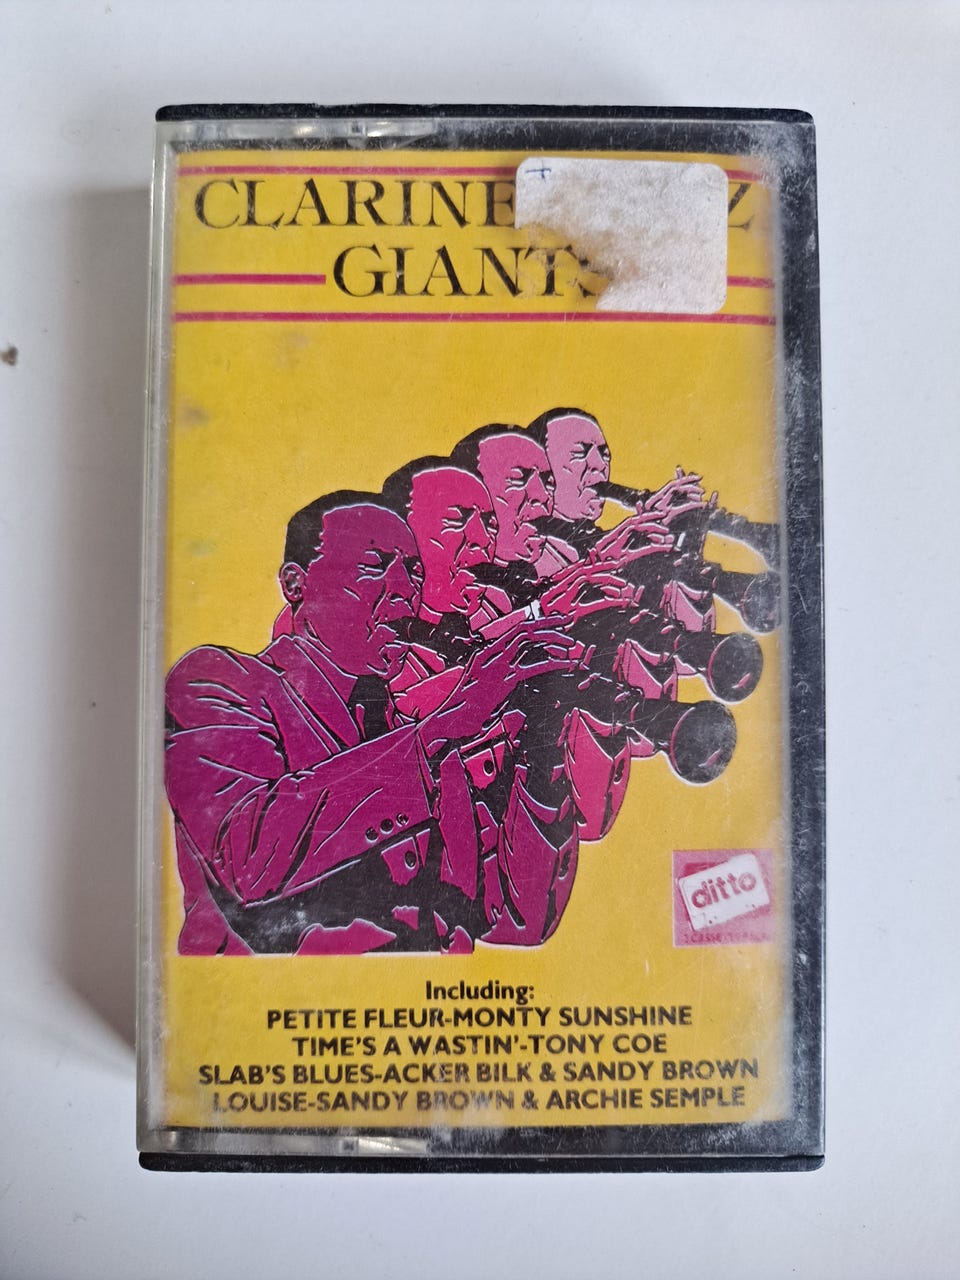 CLARINE Z
GIANTS
ditto
Including:
PETITE FLEUR-MONTY SUNSHINE
TIME'S A WASTIN'-TONY COE
SLAB'S BLUES-ACKER BILK & SANDY BROWN
LOUISE-SANDY BROWN & ARCHIE SEMPLE